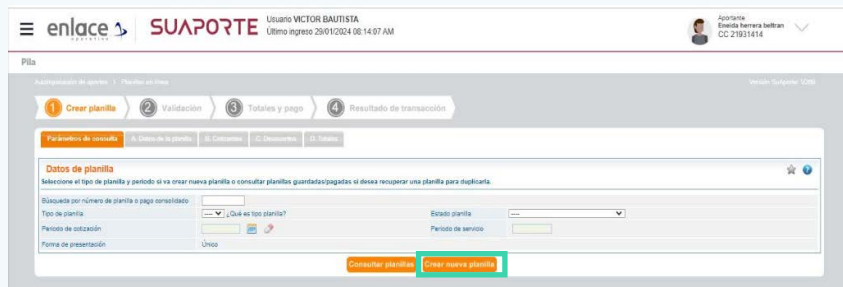 enlace operativo SUAPORTE Usuario VICTOR BAUTISTA
Último ingreso 29/01/2024 08:14:07 AM
Aportante
Eneida herrera beltran
CC 21931414
Pila
Autoliquidación de aportes \ Planillas en línea
1 Crear planilla 2 Validación 3 Totales y pago 4 Resultado de transacción
Parámetros de consulta A. Datos de la planilla B. Cotizantes C. Descuentos D. Totales
Datos de planilla
Seleccione el tipo de planilla y periodo si va crear nueva planilla o consultar planillas guardadas/pagadas si desea recuperar una planilla para duplicarla.
Búsqueda por número de planilla o pago consolidado
Tipo de planilla ---- ¿Qué es tipo planilla? Estado planilla ----
Periodo de cotización Periodo de servicio
Forma de presentación Único
Consultar planillas Crear nueva planilla